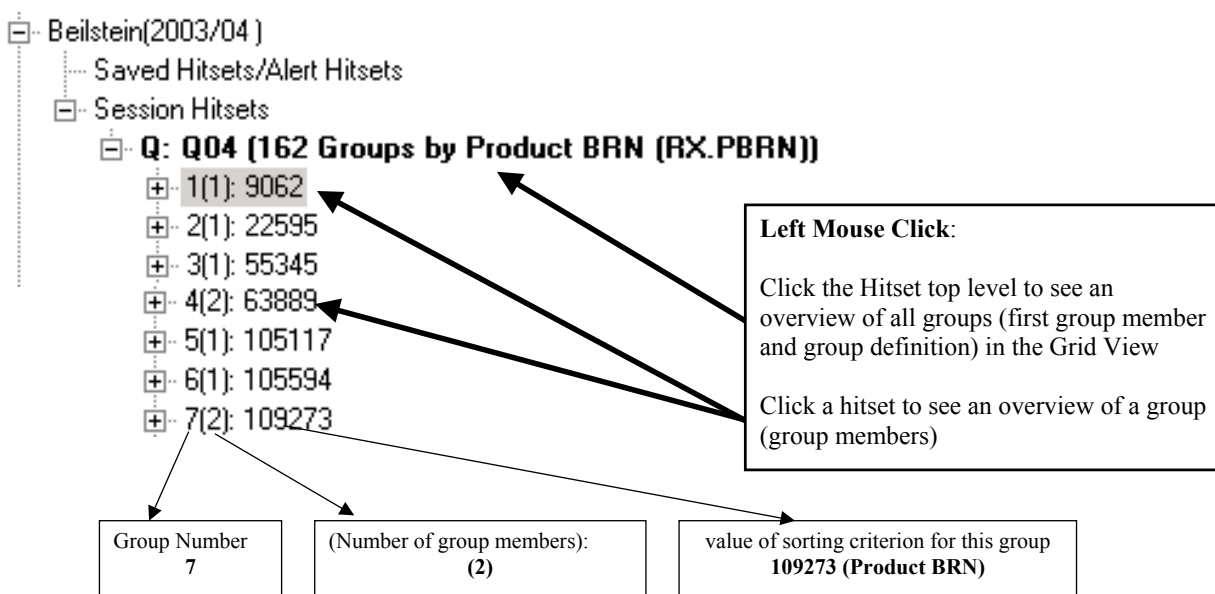 Beilstein(2003/04 )
Saved Hitsets/Alert Hitsets
Session Hitsets
Q: Q04 (162 Groups by Product BRN (RX.PBRN))
1(1): 9062
2(1): 22595
3(1): 55345
4(2): 63889
5(1): 105117
6(1): 105594
7(2): 109273
Left Mouse Click:
Click the Hitset top level to see an
overview of all groups (first group member
and group definition) in the Grid View
Click a hitset to see an overview of a group
(group members)
Group Number
7
(Number of group members):
(2)
value of sorting criterion for this group
109273 (Product BRN)